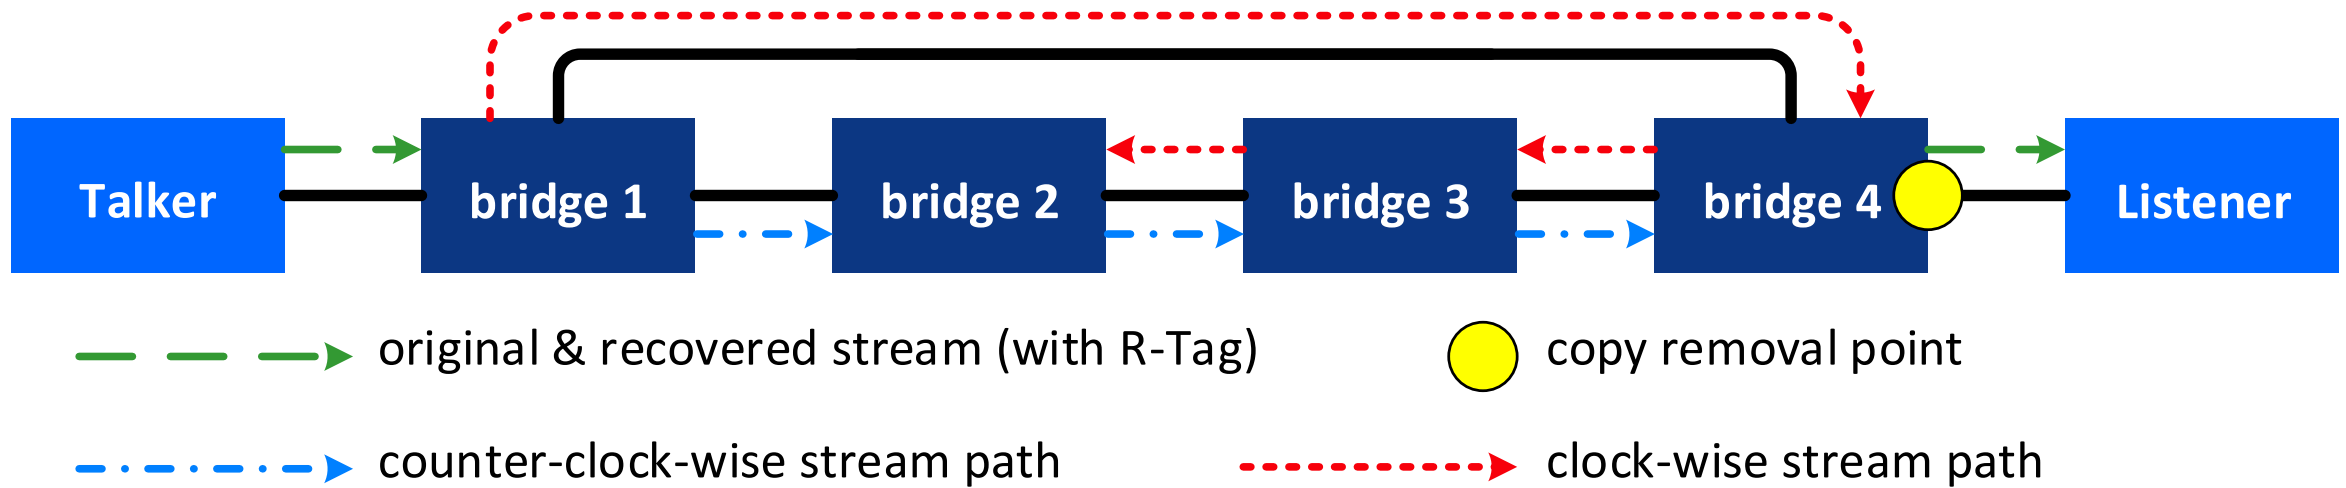 Talker
bridge 1
bridge 2
bridge 3
bridge 4
Listener
original & recovered stream (with R-Tag)
copy removal point
counter-clock-wise stream path
clock-wise stream path